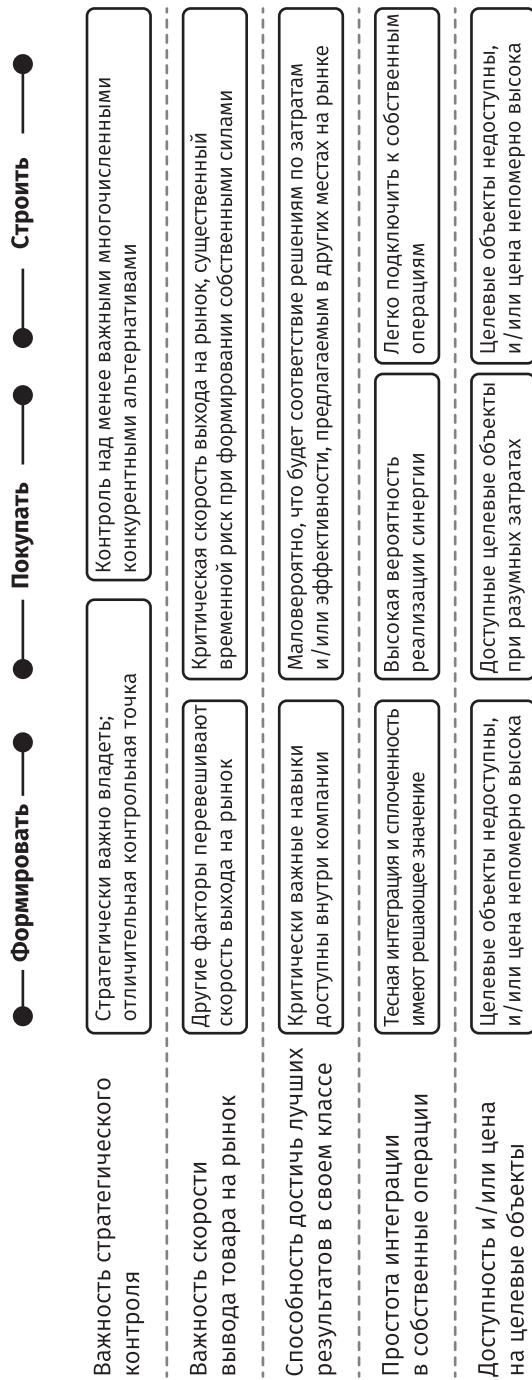 Формировать
Покупать
Строить
Важность стратегического
контроля
Стратегически важно владеть;
отличительная контрольная точка
Контроль над менее важными многочисленными
конкурентными альтернативами
Важность скорости
вывода товара на рынок
Другие факторы перевешивают
скорость выхода на рынок
Критическая скорость выхода на рынок, существенный
временной риск при формировании собственными силами
Способность достичь лучших
результатов в своем классе
Критически важные навыки
доступны внутри компании
Маловероятно, что будет соответствие решениям по затратам
и/или эффективности, предлагаемым в других местах на рынке
Простота интеграции
в собственные операции
Тесная интеграция и сплоченность
имеют решающее значение
Высокая вероятность
реализации синергии
Легко подключить к собственным
операциям
Доступность и/или цена
на целевые объекты
Целевые объекты недоступны,
и/или цена непомерно высока
Доступные целевые объекты
при разумных затратах
Целевые объекты недоступны,
и/или цена непомерно высока